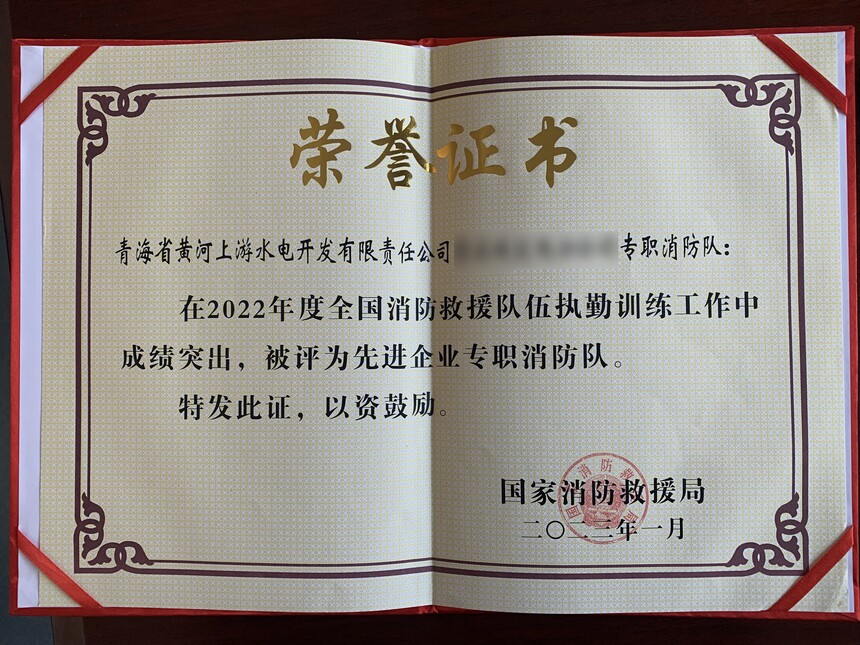 荣誉证书
青海省黄河上游水电开发有限责任公司 专职消防队：
在2022年度全国消防救援队伍执勤训练工作中
成绩突出，被评为先进企业专职消防队。
特发此证，以资鼓励。
国家消防救援局
二〇二三年一月